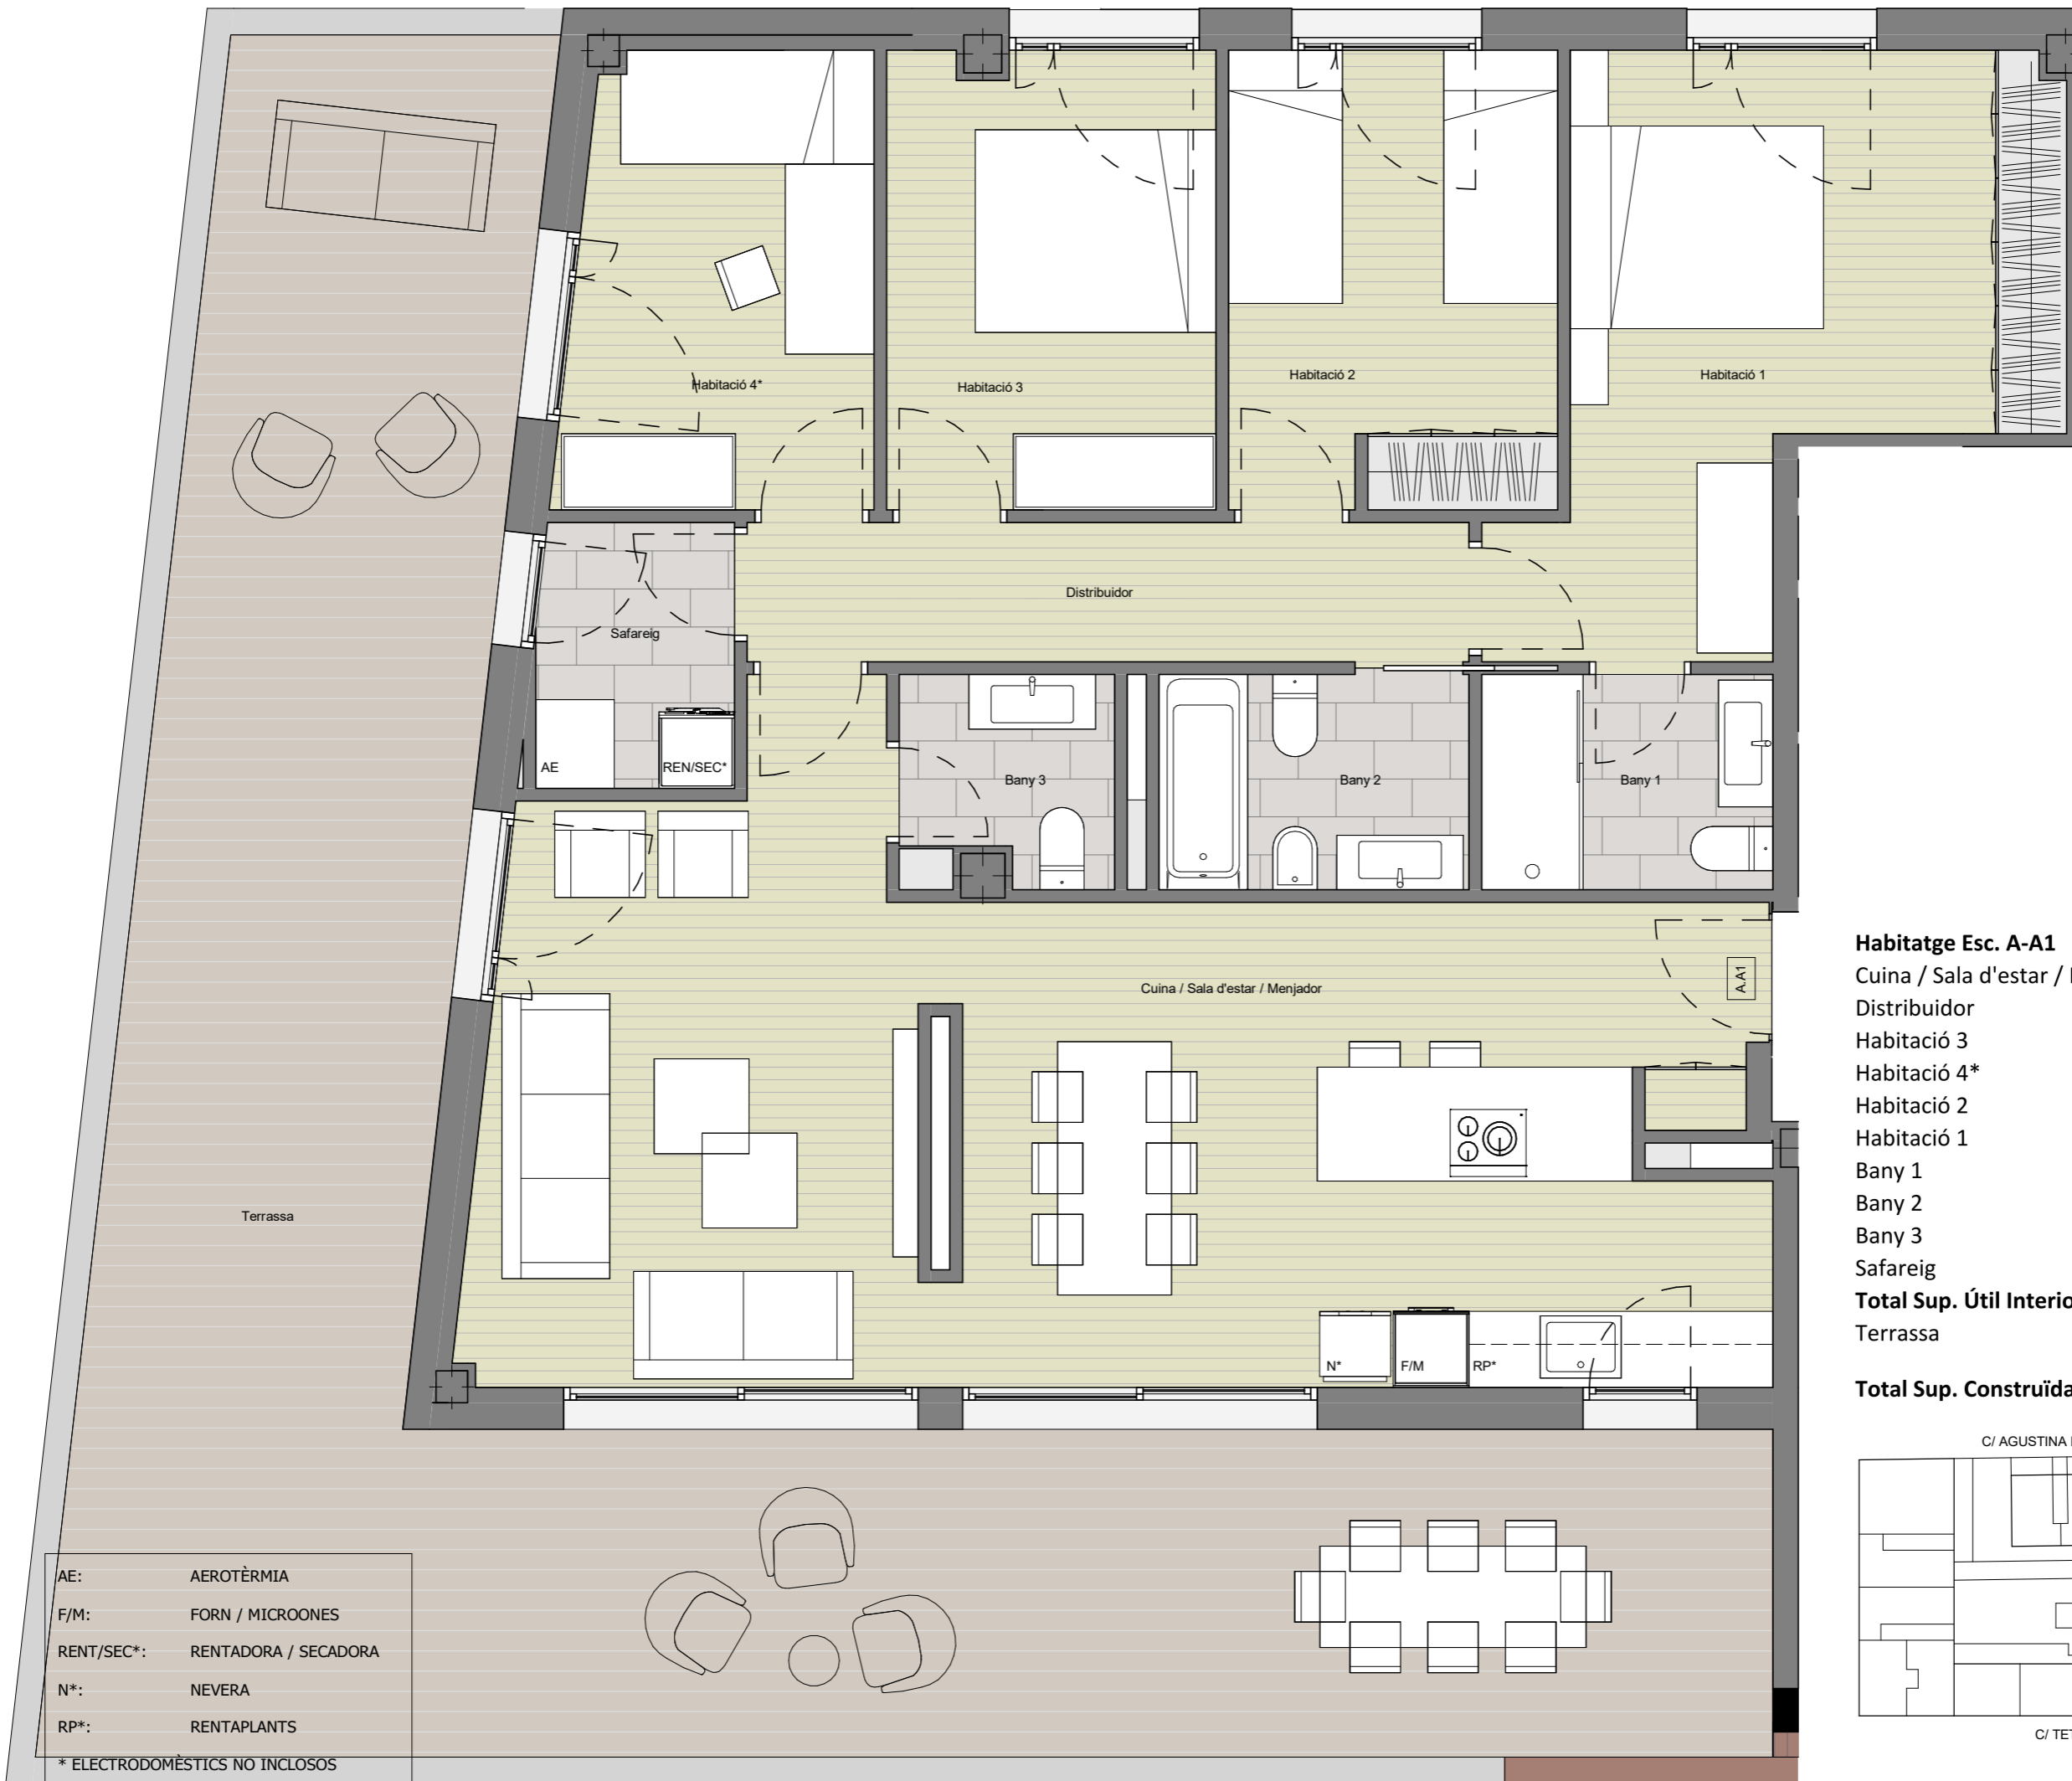 Habitació 4*
Habitació 3
Habitació 2
Habitació 1
Distribuidor
Safareig
AE
REN/SEC*
Bany 3
Bany 2
Bany 1
Cuina / Sala d'estar / Menjador
A.A1
Terrassa
N*
F/M
RP*
Habitatge Esc. A-A1
Cuina / Sala d'estar /
Distribuidor
Habitació 3
Habitació 4*
Habitació 2
Habitació 1
Bany 1
Bany 2
Bany 3
Safareig
Total Sup. Útil
Terrassa
Total Sup. Construïda
C/ AGUSTINA
C/
AE: AEROTÈRMIA
F/M: FORN / MICROONES
RENT/SEC*: RENTADORA / SECADORA
N*: NEVERA
RP*: RENTAPLANTS
* ELECTRODOMÈSTICS NO INCLOSOS